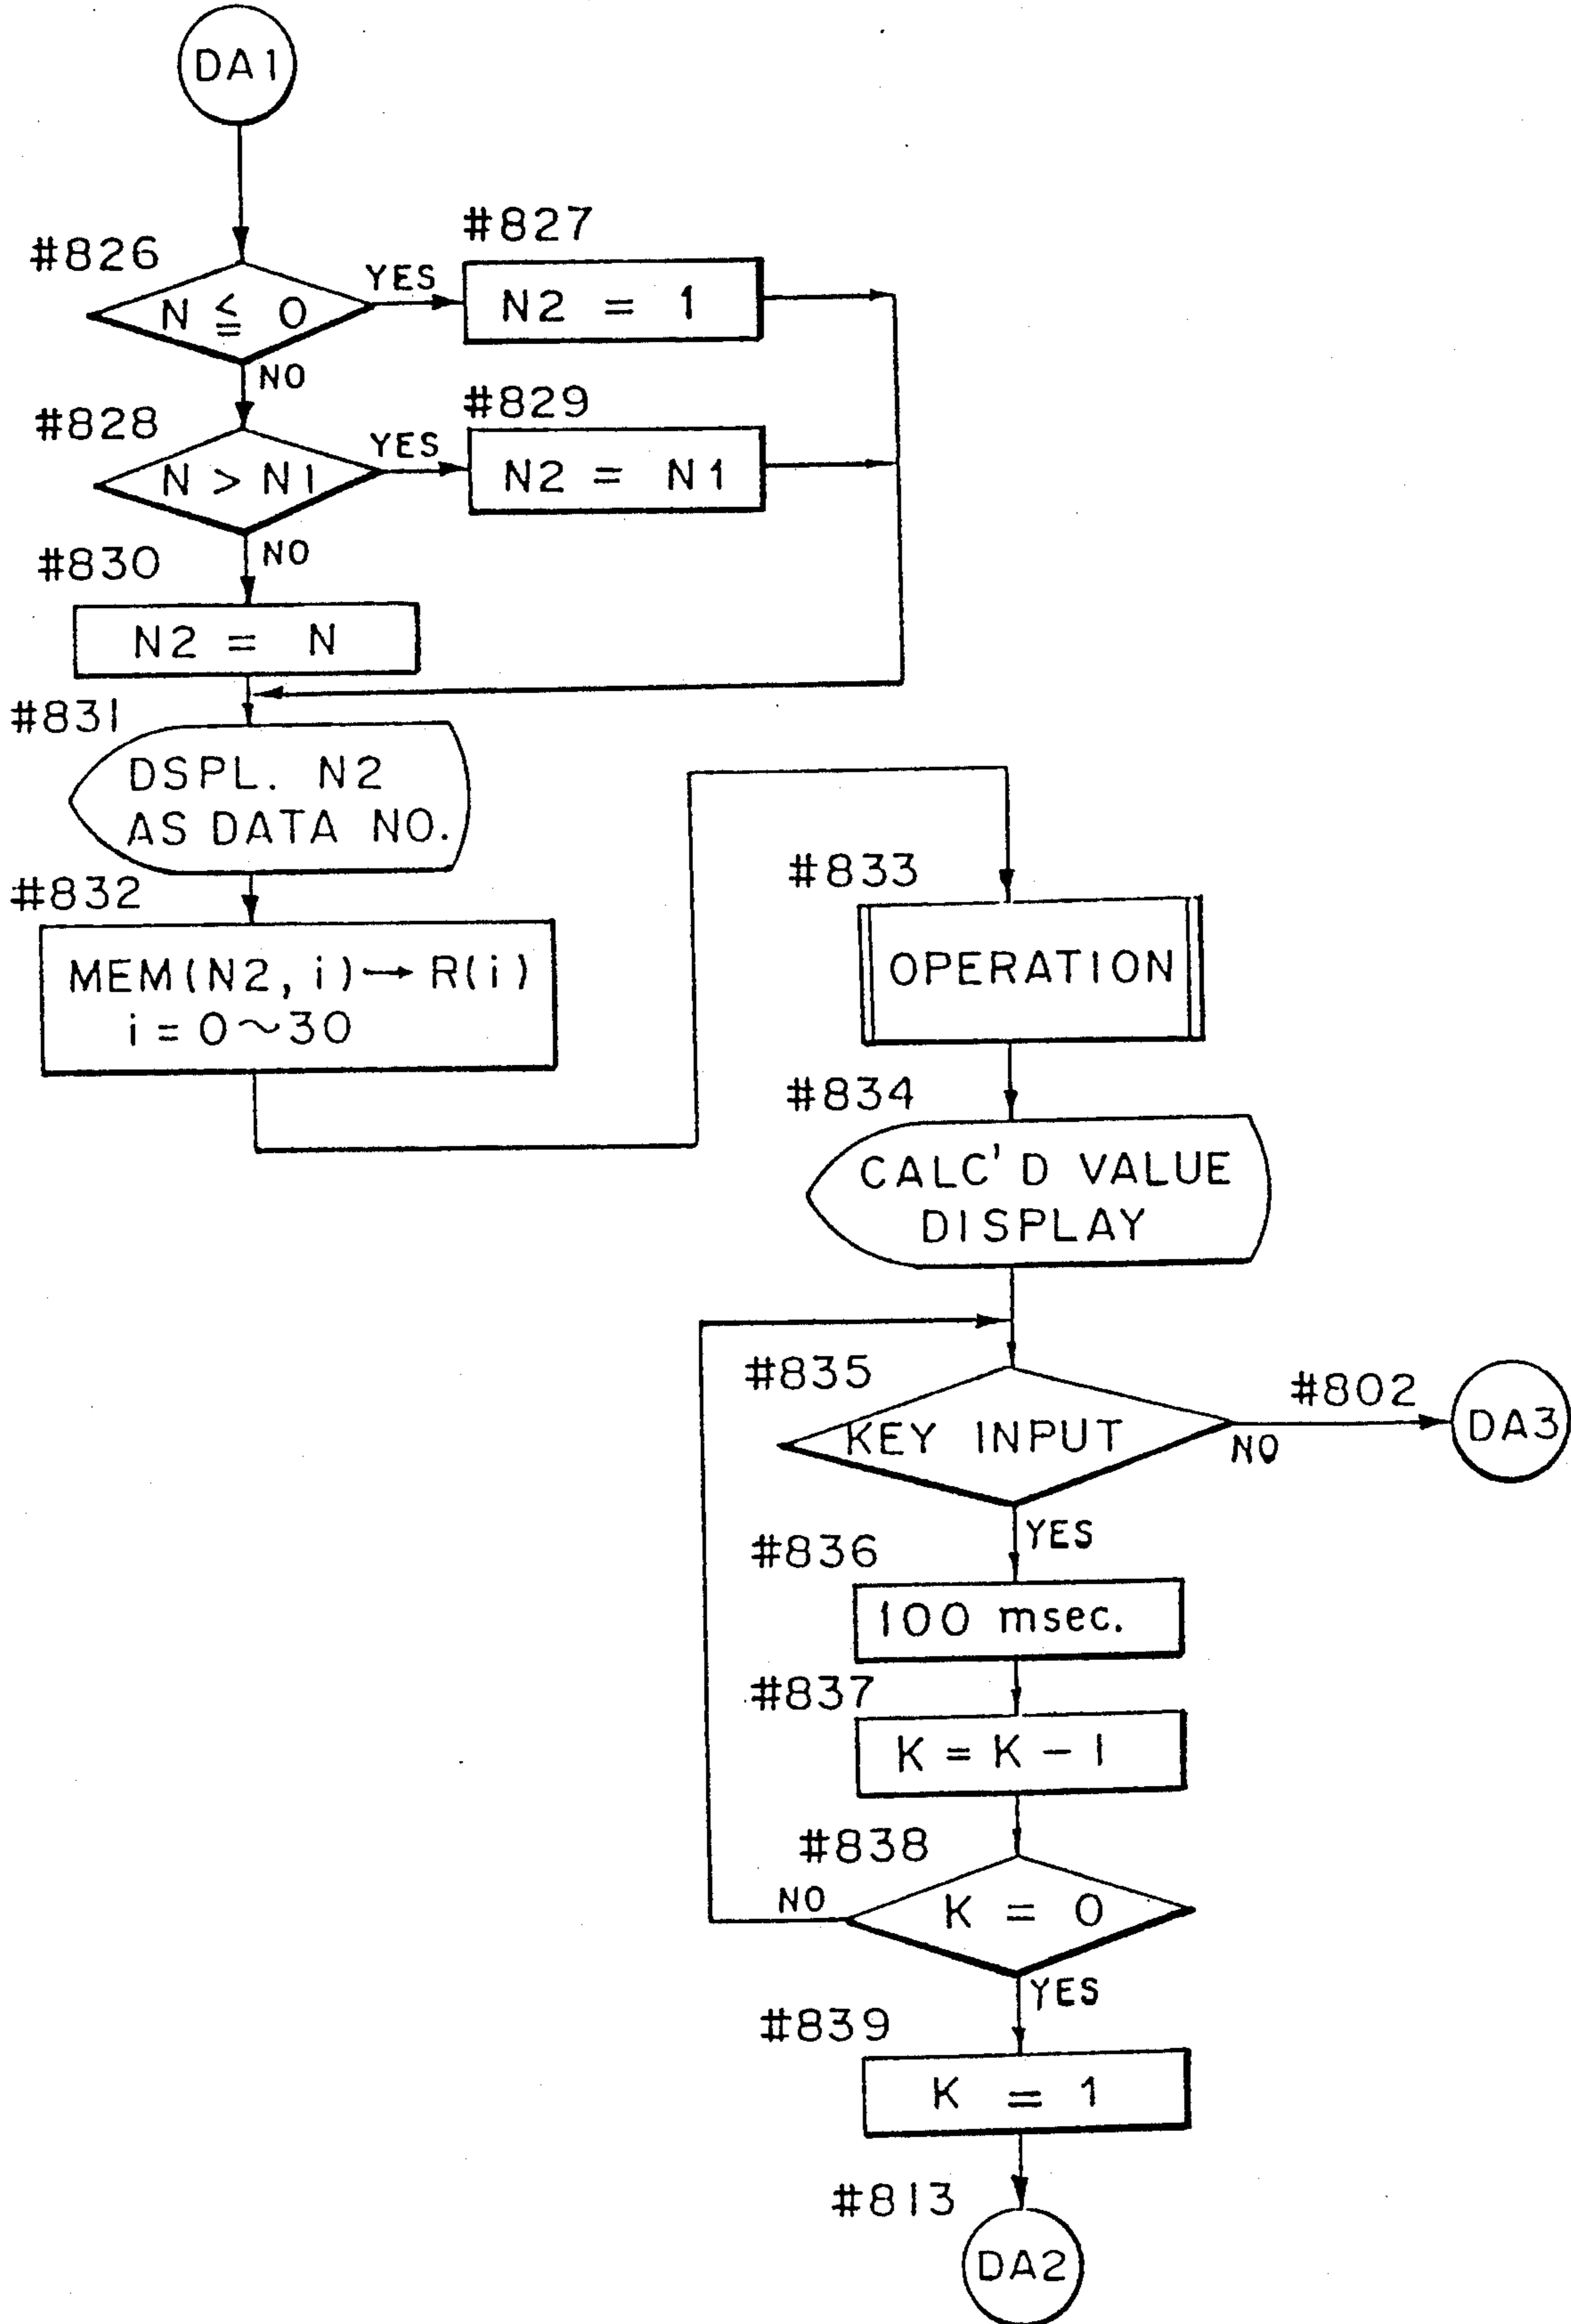 DA1
#826
N ≦ 0
YES
#827
N2 = 1
NO
#828
N > N1
YES
#829
N2 = N1
NO
#830
N2 = N
#831
DSPL. N2
AS DATA NO.
#832
MEM(N2, i) → R(i)
i = 0~30
#833
OPERATION
#834
CALC'D VALUE
DISPLAY
#835
KEY INPUT
NO
#802
DA3
YES
#836
100 msec.
#837
K = K - 1
#838
K = 0
NO
YES
#839
K = 1
#813
DA2